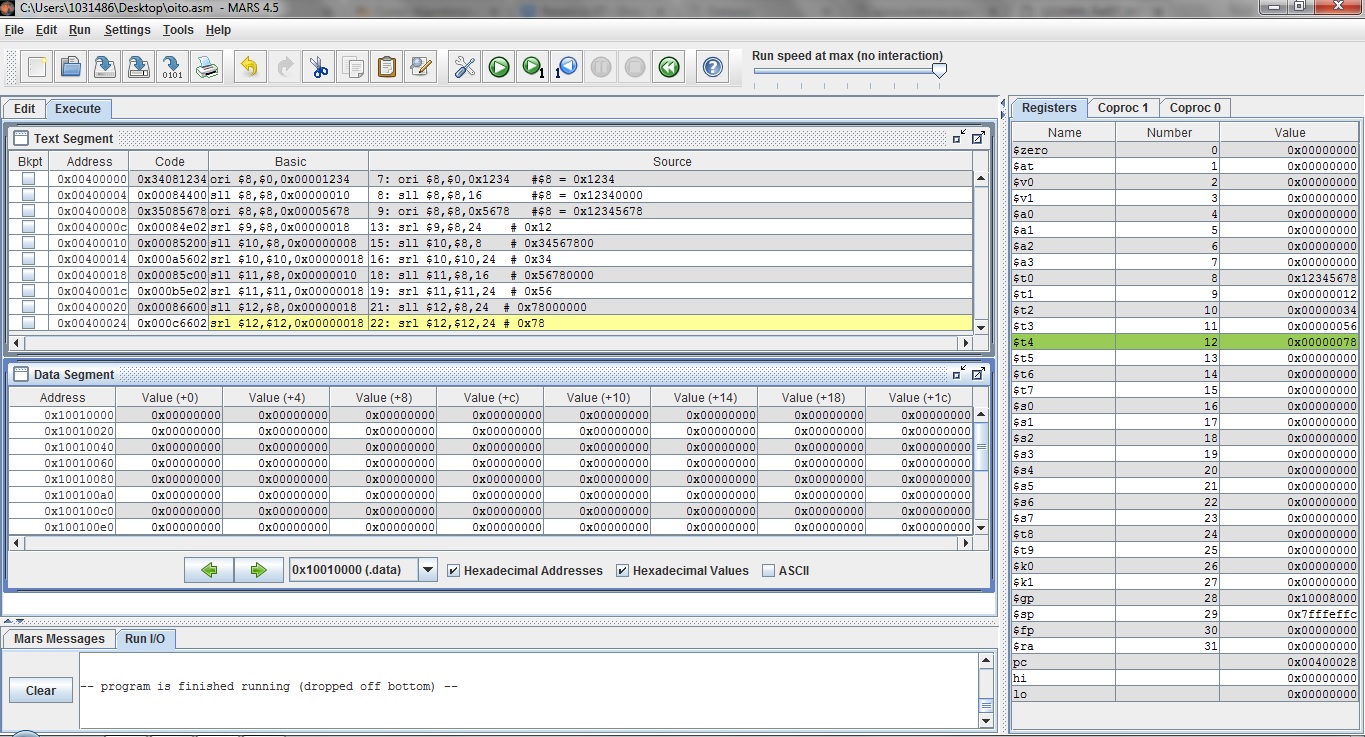 C:\Users\1031486\Desktop\oito.asm - MARS 4.5
File Edit Run Settings Tools Help
Run speed at max (no interaction)
0101
1
1
Edit Execute
Text Segment
Bkpt Address Code Basic Source
0x00400000 0x34081234 ori $8,$0,0x00001234 7: ori $8,$0,0x1234 #$8 = 0x1234
0x00400004 0x00084400 sll $8,$8,0x00000010 8: sll $8,$8,16 #$8 = 0x12340000
0x00400008 0x35085678 ori $8,$8,0x00005678 9: ori $8,$8,0x5678 #$8 = 0x12345678
0x0040000c 0x00084e02 srl $9,$8,0x00000018 13: srl $9,$8,24 # 0x12
0x00400010 0x00085200 sll $10,$8,0x00000008 15: sll $10,$8,8 # 0x34567800
0x00400014 0x000a5602 srl $10,$10,0x00000018 16: srl $10,$10,24 # 0x34
0x00400018 0x00085c00 sll $11,$8,0x00000010 18: sll $11,$8,16 # 0x56780000
0x0040001c 0x000b5e02 srl $11,$11,0x00000018 19: srl $11,$11,24 # 0x56
0x00400020 0x00086600 sll $12,$8,0x00000018 21: sll $12,$8,24 # 0x78000000
0x00400024 0x000c6602 srl $12,$12,0x00000018 22: srl $12,$12,24 # 0x78
Data Segment
Address Value (+0) Value (+4) Value (+8) Value (+c) Value (+10) Value (+14) Value (+18) Value (+1c)
0x10010000 0x00000000 0x00000000 0x00000000 0x00000000 0x00000000 0x00000000 0x00000000 0x00000000
0x10010020 0x00000000 0x00000000 0x00000000 0x00000000 0x00000000 0x00000000 0x00000000 0x00000000
0x10010040 0x00000000 0x00000000 0x00000000 0x00000000 0x00000000 0x00000000 0x00000000 0x00000000
0x10010060 0x00000000 0x00000000 0x00000000 0x00000000 0x00000000 0x00000000 0x00000000 0x00000000
0x10010080 0x00000000 0x00000000 0x00000000 0x00000000 0x00000000 0x00000000 0x00000000 0x00000000
0x100100a0 0x00000000 0x00000000 0x00000000 0x00000000 0x00000000 0x00000000 0x00000000 0x00000000
0x100100c0 0x00000000 0x00000000 0x00000000 0x00000000 0x00000000 0x00000000 0x00000000 0x00000000
0x100100e0 0x00000000 0x00000000 0x00000000 0x00000000 0x00000000 0x00000000 0x00000000 0x00000000
0x10010000 (.data) Hexadecimal Addresses Hexadecimal Values ASCII
Mars Messages Run I/O
Clear
-- program is finished running (dropped off bottom) --
Registers Coproc 1 Coproc 0
Name Number Value
$zero 0 0x00000000
$at 1 0x00000000
$v0 2 0x00000000
$v1 3 0x00000000
$a0 4 0x00000000
$a1 5 0x00000000
$a2 6 0x00000000
$a3 7 0x00000000
$t0 8 0x12345678
$t1 9 0x00000012
$t2 10 0x00000034
$t3 11 0x00000056
$t4 12 0x00000078
$t5 13 0x00000000
$t6 14 0x00000000
$t7 15 0x00000000
$s0 16 0x00000000
$s1 17 0x00000000
$s2 18 0x00000000
$s3 19 0x00000000
$s4 20 0x00000000
$s5 21 0x00000000
$s6 22 0x00000000
$s7 23 0x00000000
$t8 24 0x00000000
$t9 25 0x00000000
$k0 26 0x00000000
$k1 27 0x00000000
$gp 28 0x10008000
$sp 29 0x7fffeffc
$fp 30 0x00000000
$ra 31 0x00000000
pc 0x00400028
hi 0x00000000
lo 0x00000000